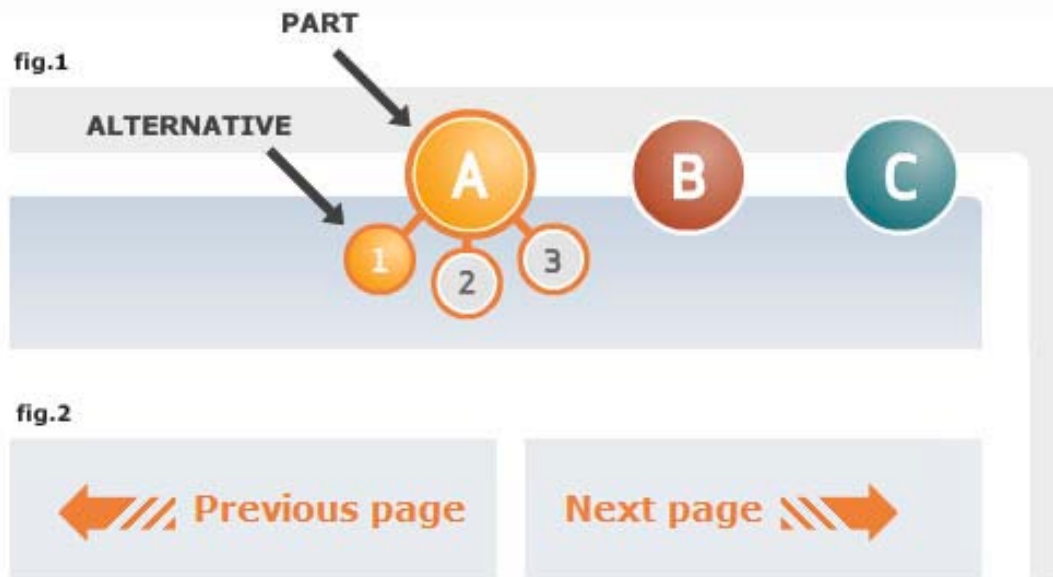 PART
fig.1
ALTERNATIVE
A B C
1 2 3
fig.2
Previous page Next page